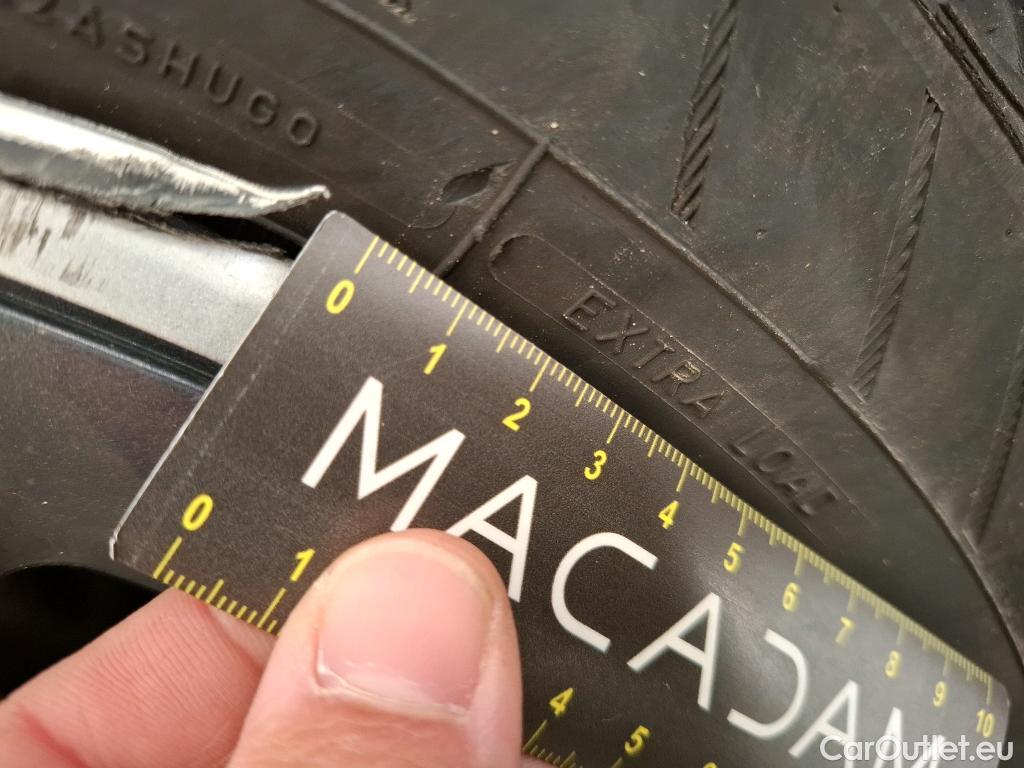 DASHUGO
EXTRA LOAD
0 1 2 3 4 5 6 7 8 9 10
MACADAM
0 1 4 5
CarOutlet.eu